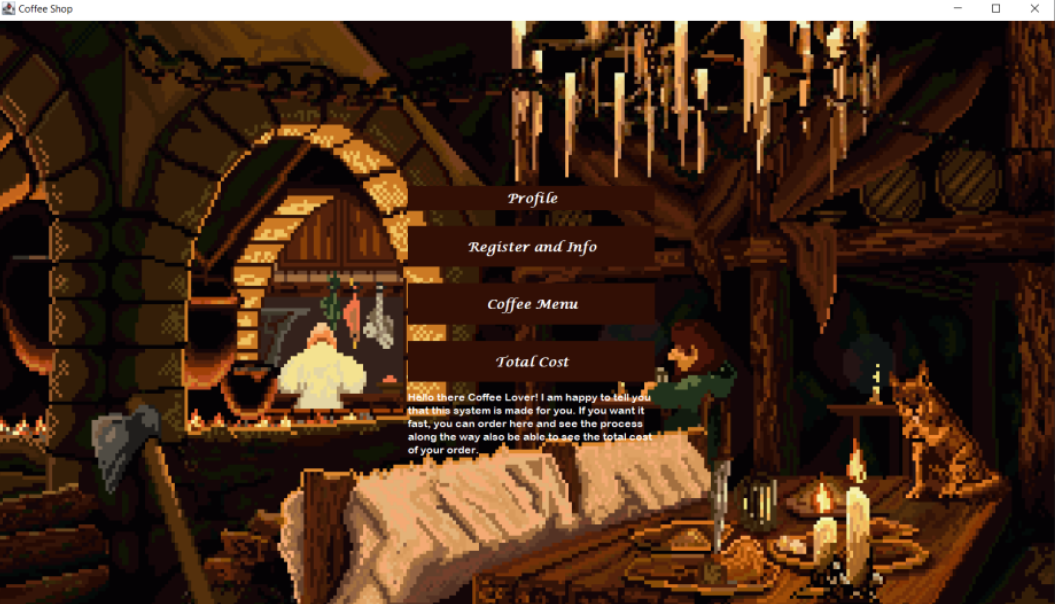 Coffee Shop
Profile
Register and Info
Coffee Menu
Total Cost
Hello there Coffee Lover! I am happy to tell you
that this system is made for you. If you want it
fast, you can order here and see the process
along the way also be able to see the total cost
of your order.